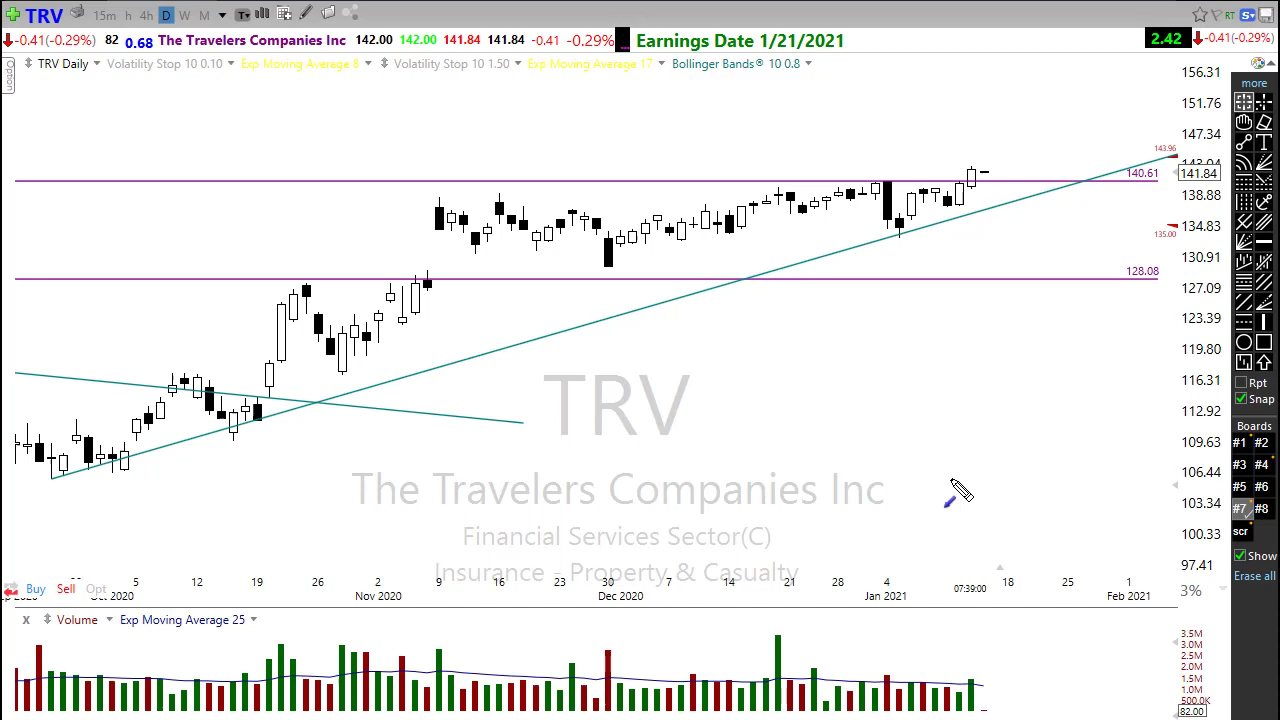 TRV 15m h 4h D W M T RT S
-0.41(-0.29%) 82 0.68 The Travelers Companies Inc 142.00 142.00 141.84 141.84 -0.41 -0.29% Earnings Date 1/21/2021 2.42 -0.41(-0.29%)
Option TRV Daily Volatility Stop 10 0.10 Exp Moving Average 8 Volatility Stop 10 1.50 Exp Moving Average 17 Bollinger Bands® 10 0.8
156.31
more
151.76
147.34
143.96
141.84
140.61
138.88
134.83
135.00
130.91
128.08
127.09
123.39
119.80
116.31
112.92
109.63
106.44
103.34
100.33
97.41
T
Rpt
Snap
Boards
#1 #2
#3 #4
#5 #6
#7 #8
scr
Show
Erase all
TRV
The Travelers Companies Inc
Financial Services Sector(C)
Insurance - Property & Casualty
5 12 19 26 2 9 16 23 30 7 14 21 28 4 07:39:00 18 25 1
Buy Sell Opt 3%
Oct 2020 Nov 2020 Dec 2020 Jan 2021 Feb 2021
x Volume Exp Moving Average 25
3.5M
3.0M
2.5M
2.0M
1.5M
1.0M
500.0K
82.00